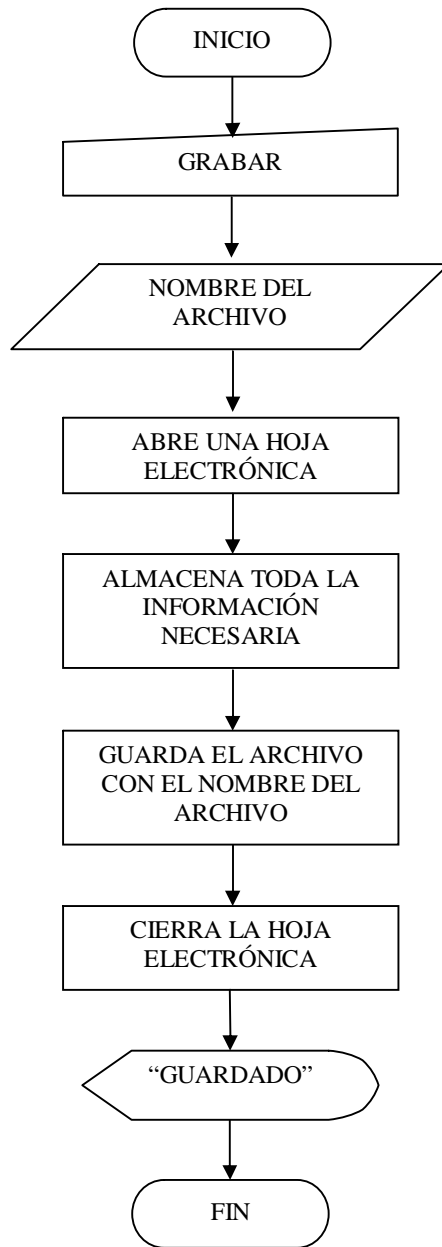 INICIO
GRABAR
NOMBRE DEL
ARCHIVO
ABRE UNA HOJA
ELECTRÓNICA
ALMACENA TODA LA
INFORMACIÓN
NECESARIA
GUARDA EL ARCHIVO
CON EL NOMBRE DEL
ARCHIVO
CIERRA LA HOJA
ELECTRÓNICA
“GUARDADO”
FIN